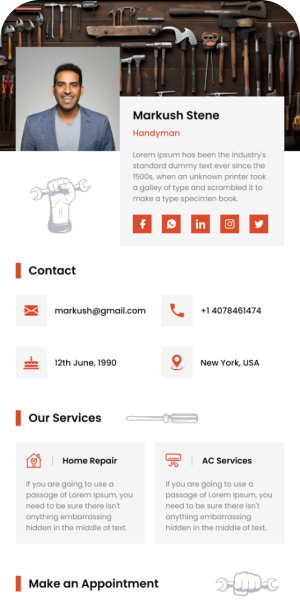 Markush Stene
Handyman
Lorem Ipsum has been the industry's
standard dummy text ever since the
1500s, when an unknown printer took
a galley of type and scrambled it to
make a type specimen book.
Contact
markush@gmail.com
+1 4078461474
12th June, 1990
New York, USA
Our Services
Home Repair
If you are going to use a
passage of Lorem Ipsum, you
need to be sure there isn't
anything embarrassing
hidden in the middle of text.
AC Services
If you are going to use a
passage of Lorem Ipsum, you
need to be sure there isn't
anything embarrassing
hidden in the middle of text.
Make an Appointment